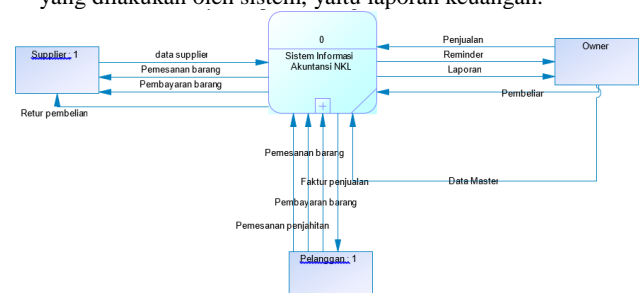 yang dilakukan oleh sistem, yaitu laporan keuangan.
0
Sistem Informasi
Akuntansi NKL
Supplier : 1
data supplier
Pemesanan barang
Pembayaran barang
Retur pembelian
Penjualan
Reminder
Laporan
Owner
Pembeliar
Pemesanan barang
Faktur penjualan
Data Master
Pembayaran barang
Pemesanan penjahitan
Pelanggan : 1